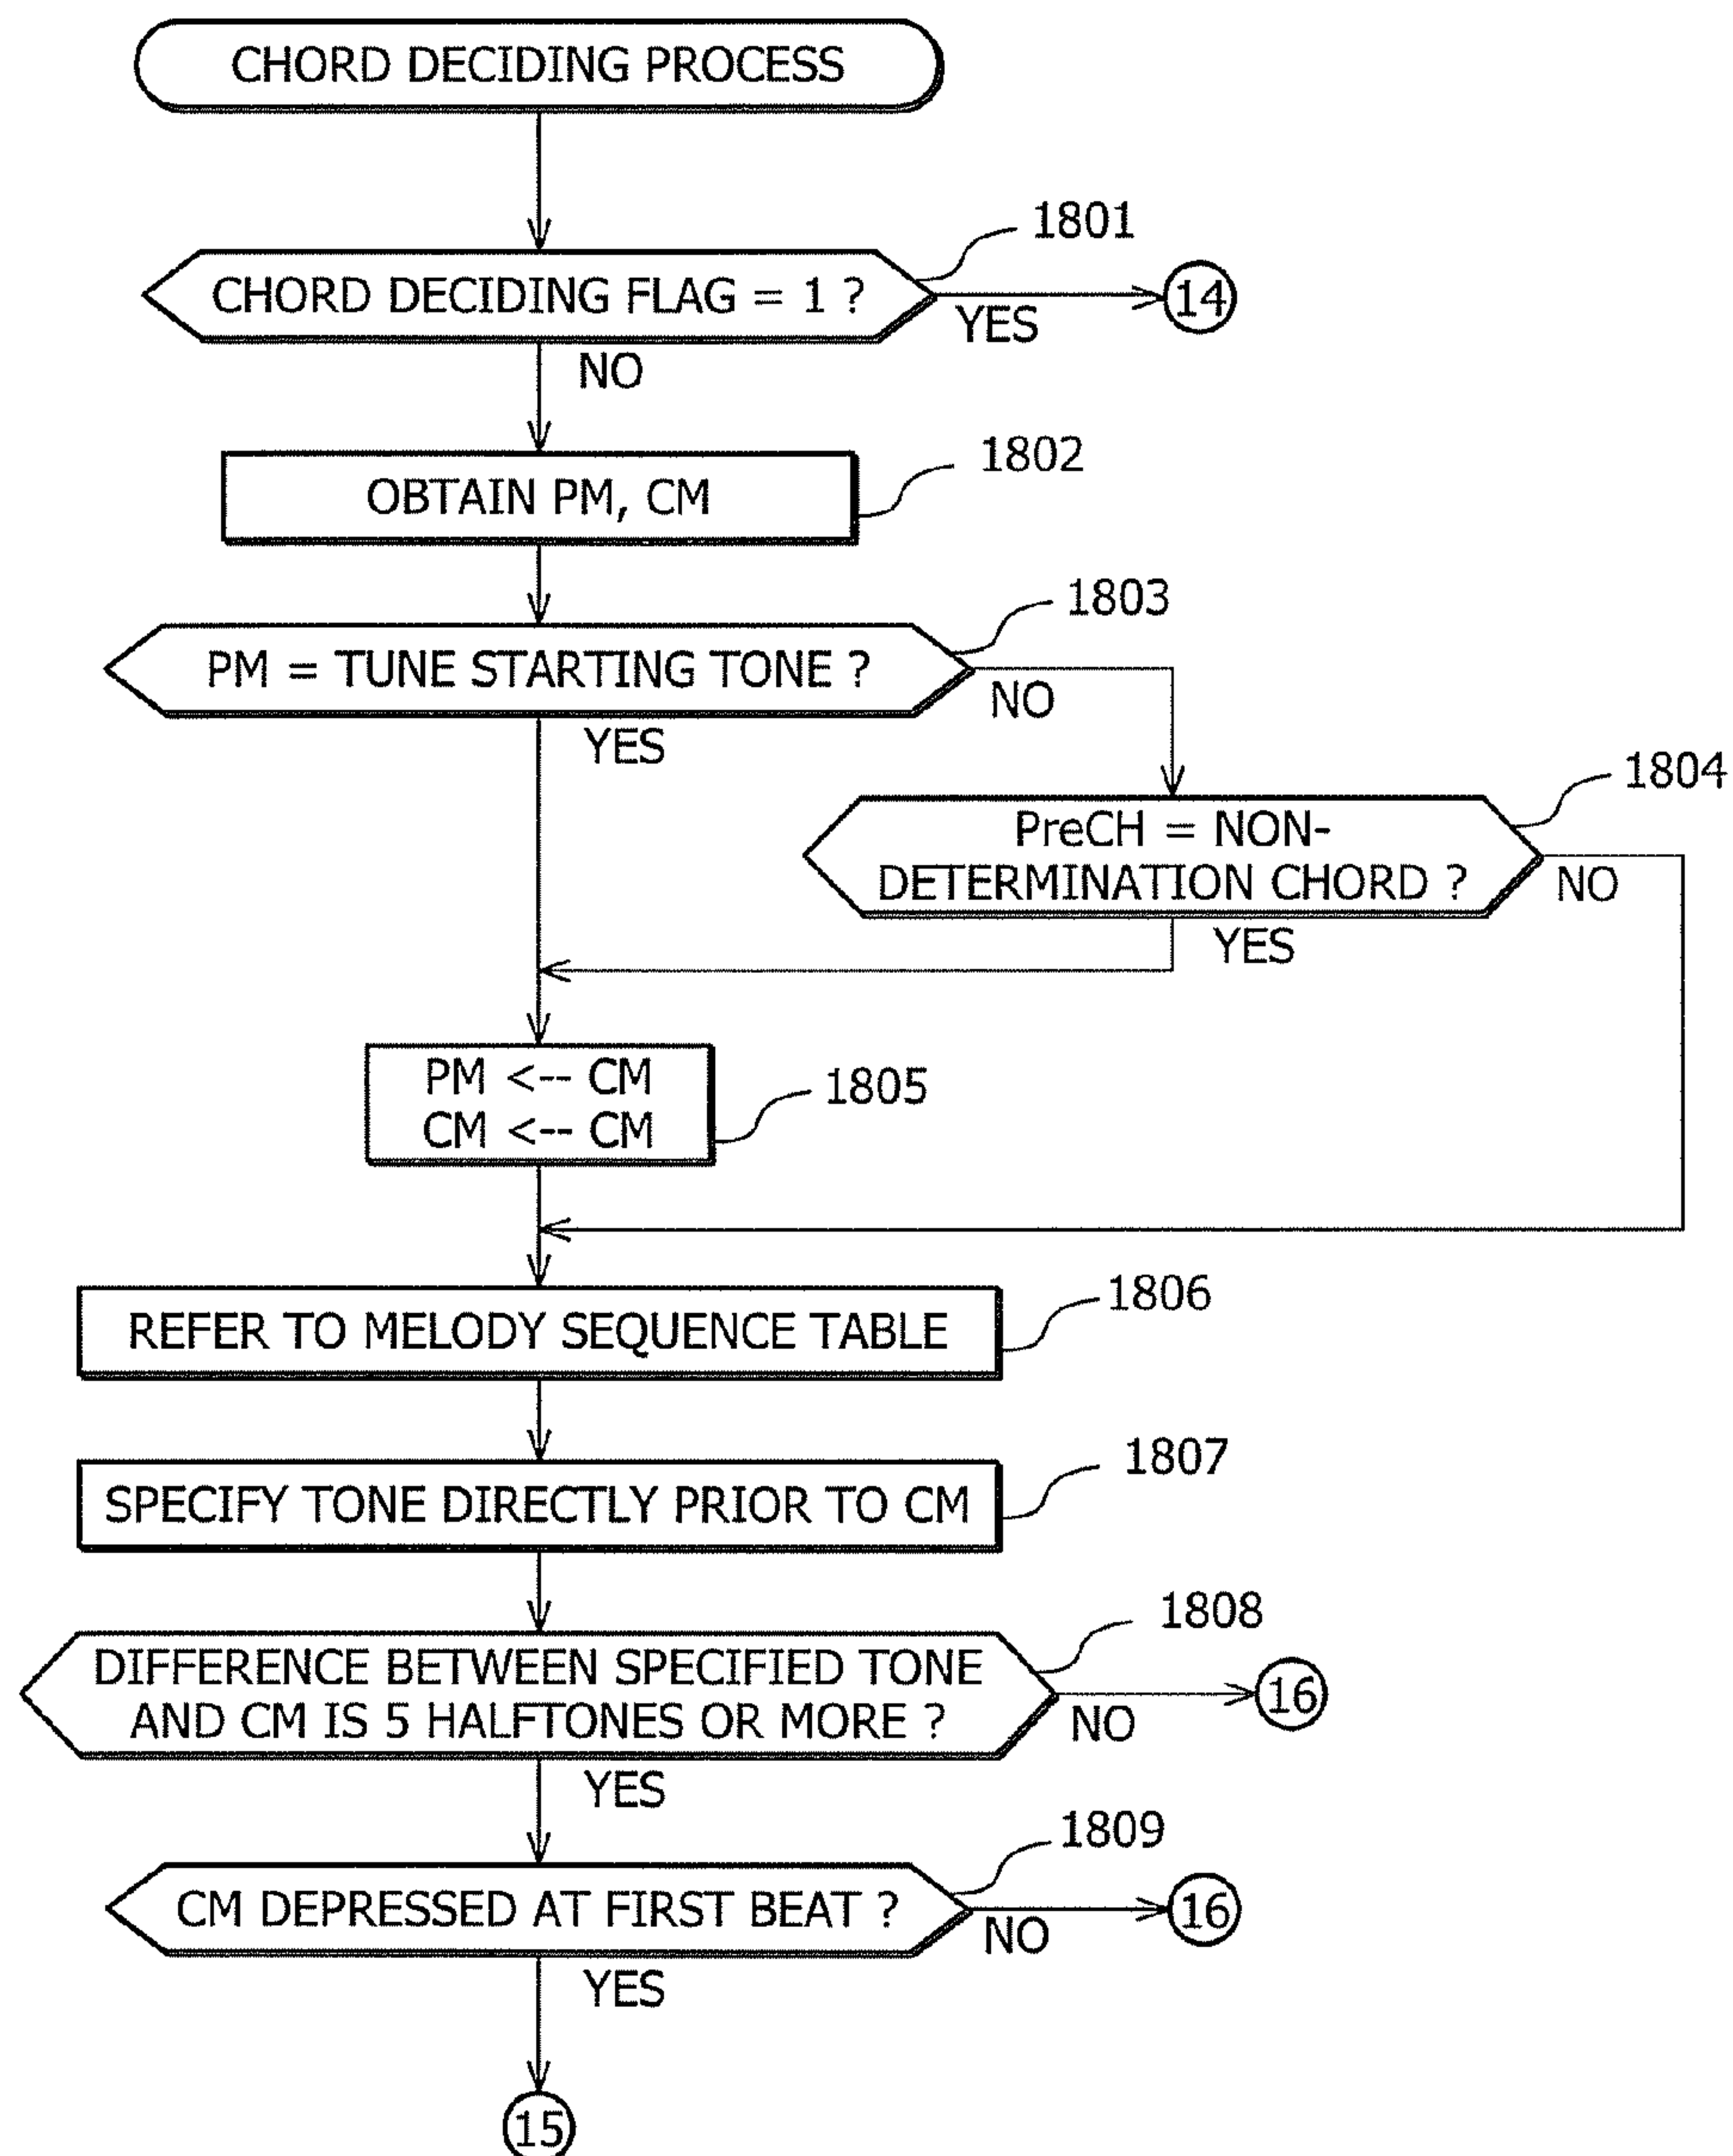 CHORD DECIDING PROCESS
1801
CHORD DECIDING FLAG = 1 ?
YES
14
NO
1802
OBTAIN PM, CM
1803
PM = TUNE STARTING TONE ?
NO
YES
1804
PreCH = NON-
DETERMINATION CHORD ?
NO
YES
PM <-- CM
CM <-- CM
1805
1806
REFER TO MELODY SEQUENCE TABLE
1807
SPECIFY TONE DIRECTLY PRIOR TO CM
1808
DIFFERENCE BETWEEN SPECIFIED TONE
AND CM IS 5 HALFTONES OR MORE ?
NO
16
YES
1809
CM DEPRESSED AT FIRST BEAT ?
NO
16
YES
15